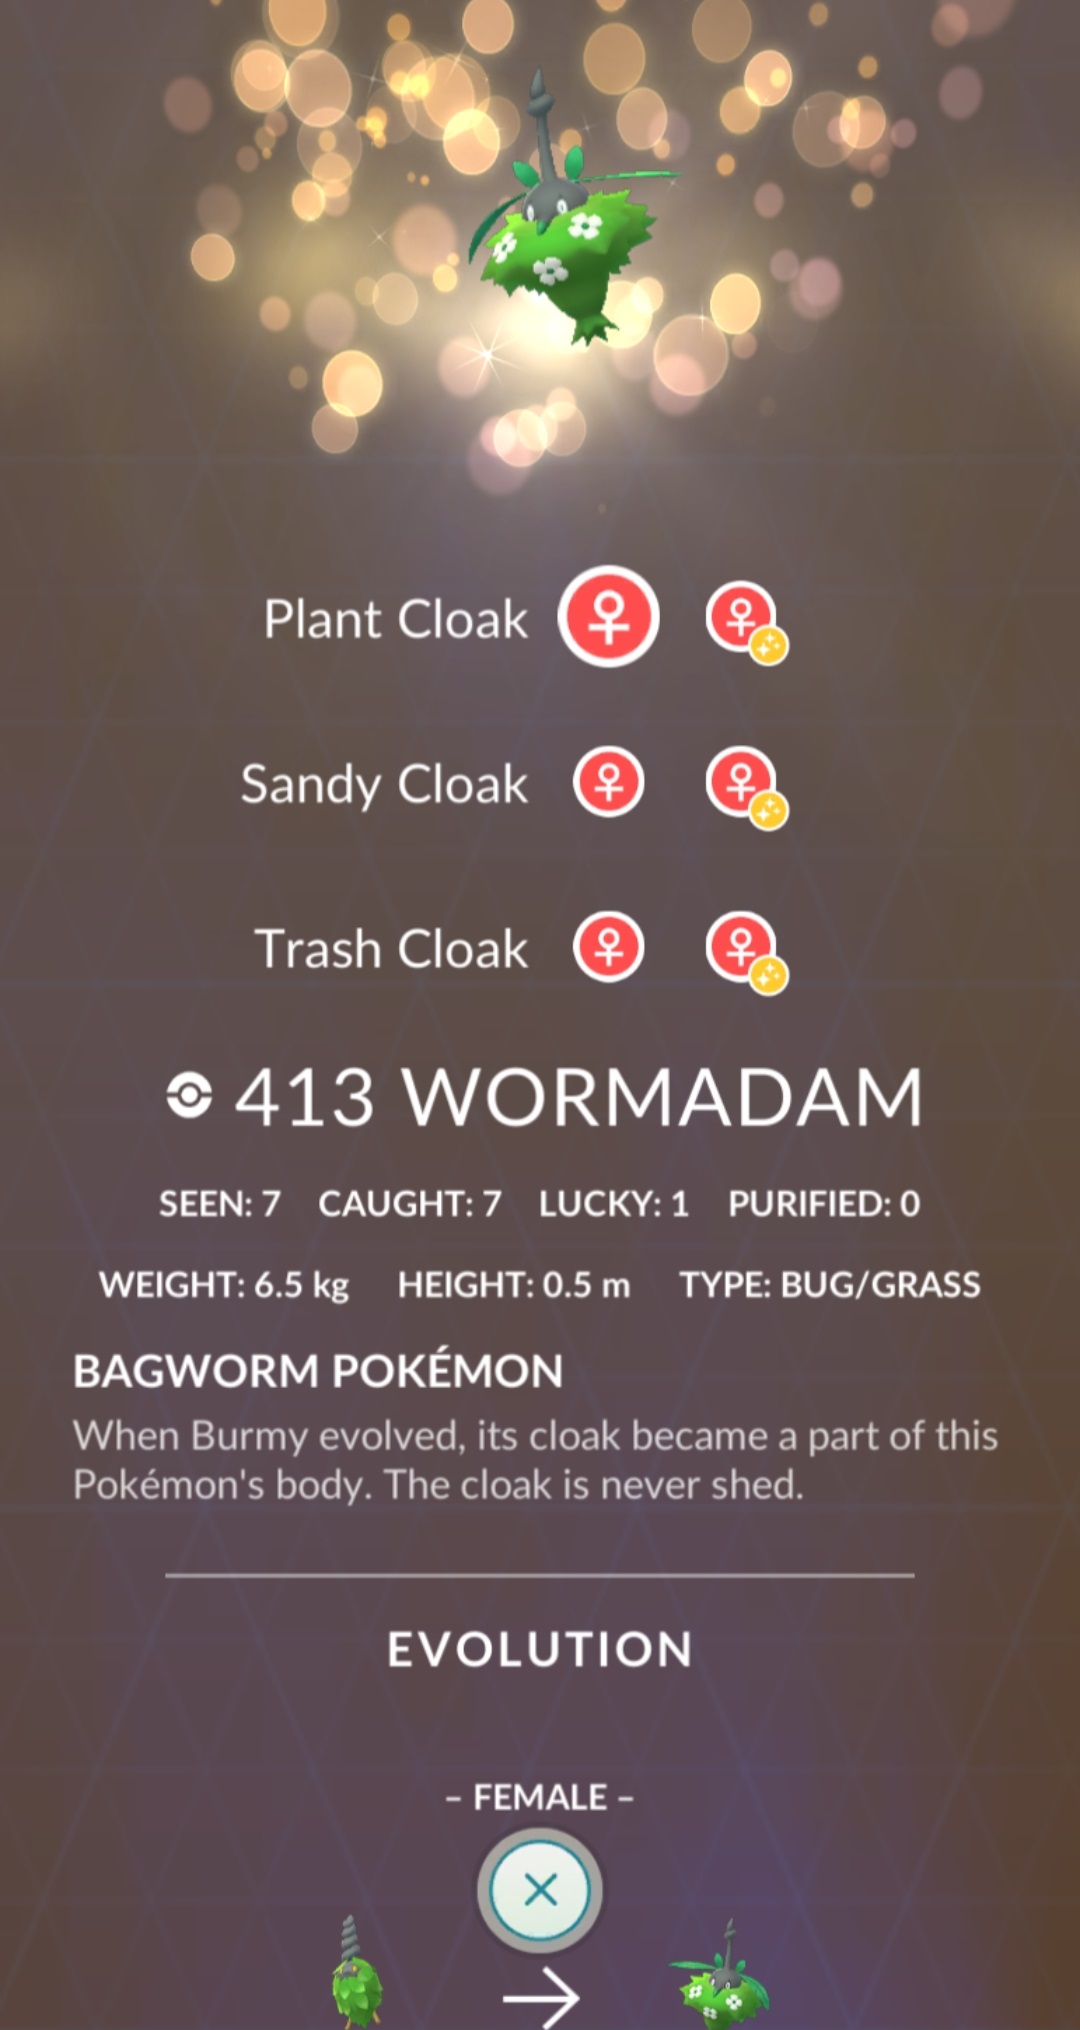 Plant Cloak
Sandy Cloak
Trash Cloak
413 WORMADAM
SEEN: 7 CAUGHT: 7 LUCKY: 1 PURIFIED: 0
WEIGHT: 6.5 kg HEIGHT: 0.5 m TYPE: BUG/GRASS
BAGWORM POKÉMON
When Burmy evolved, its cloak became a part of this
Pokémon's body. The cloak is never shed.
EVOLUTION
– FEMALE –